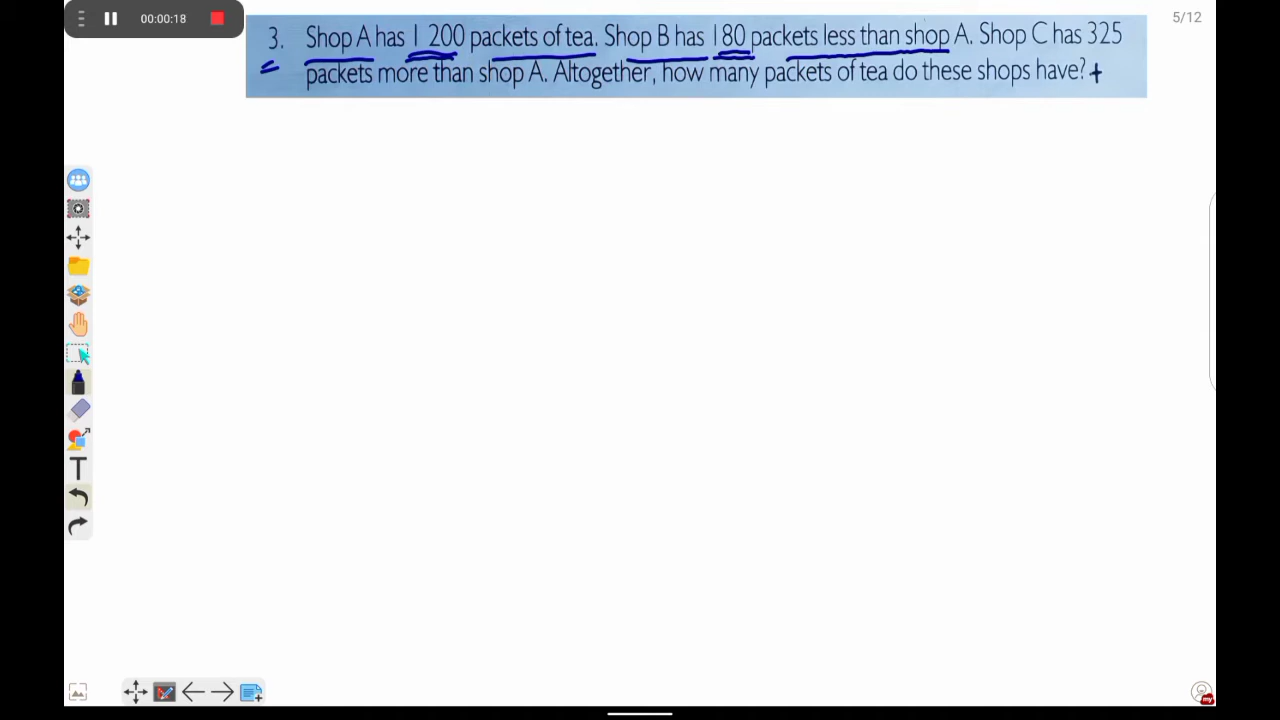 00:00:18
5/12
3. Shop A has 1 200 packets of tea. Shop B has 180 packets less than shop A. Shop C has 325
packets more than shop A. Altogether, how many packets of tea do these shops have? +
T
my